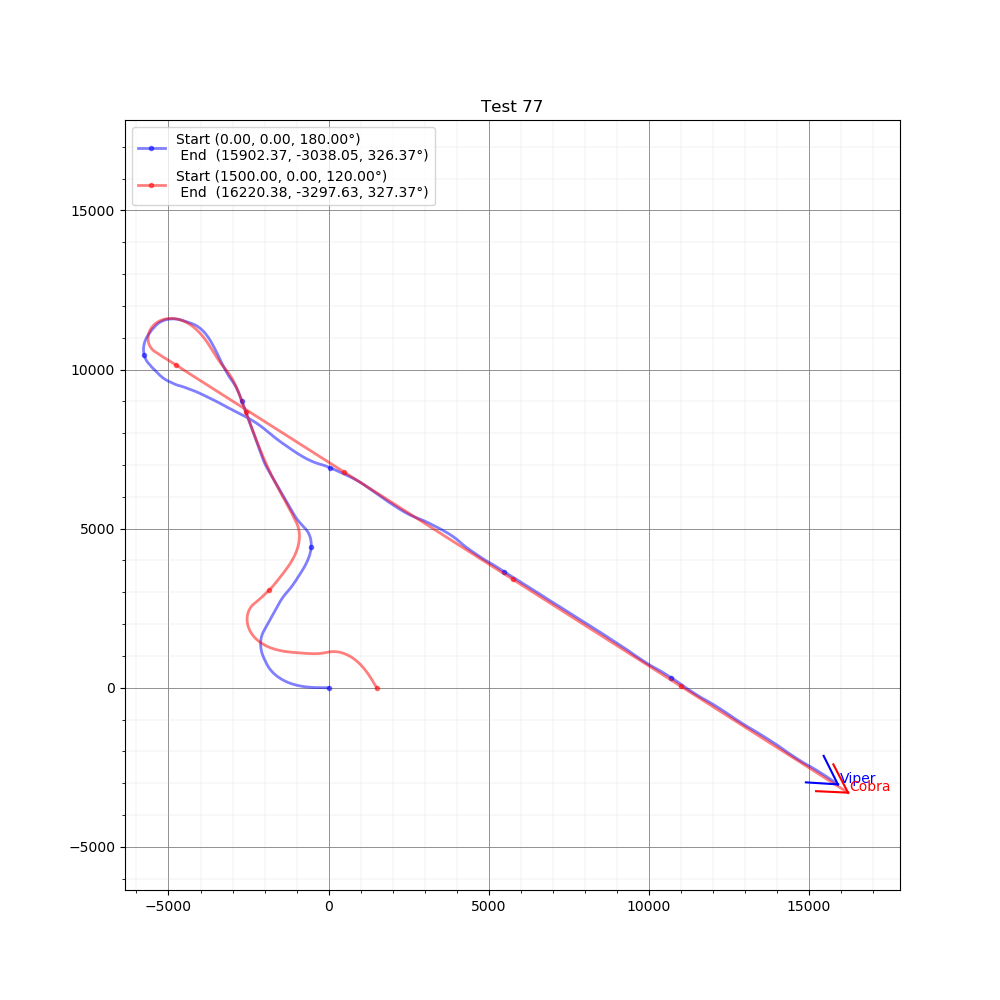 Test 77
Start (0.00, 0.00, 180.00°)
End  (15902.37, -3038.05, 326.37°)
Start (1500.00, 0.00, 120.00°)
End  (16220.38, -3297.63, 327.37°)
15000
10000
5000
0
−5000
Viper
Cobra
−5000
0
5000
10000
15000